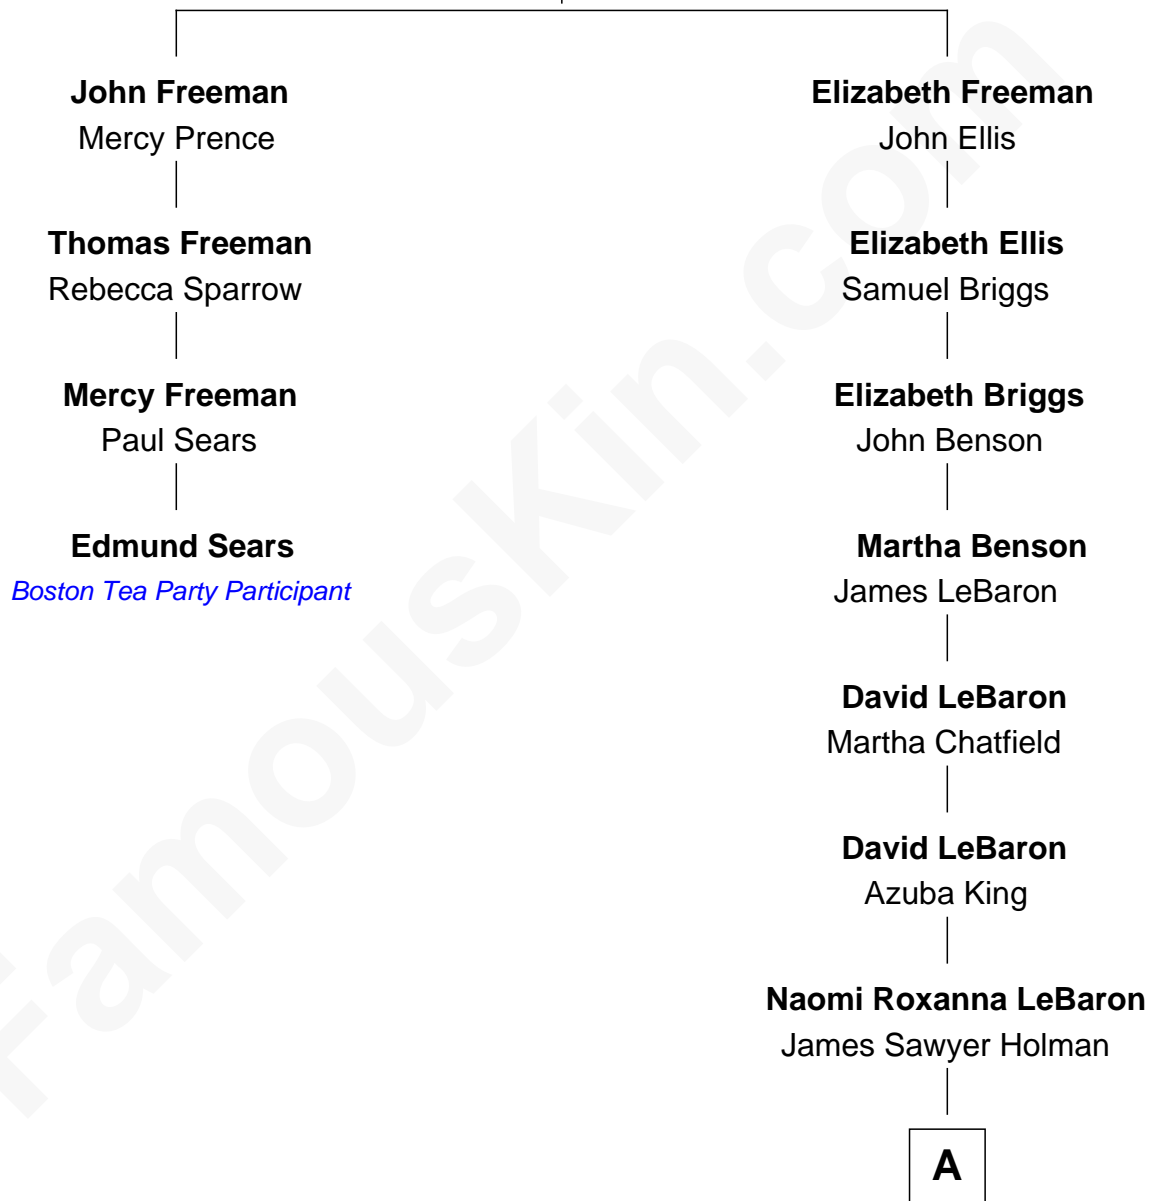 John Freeman
Mercy Prence
Thomas Freeman
Rebecca Sparrow
Mercy Freeman
Paul Sears
Edmund Sears
Boston Tea Party Participant
Elizabeth Freeman
John Ellis
Elizabeth Ellis
Samuel Briggs
Elizabeth Briggs
John Benson
Martha Benson
James LeBaron
David LeBaron
Martha Chatfield
David LeBaron
Azuba King
Naomi Roxanna LeBaron
James Sawyer Holman
A
FamousKin.com